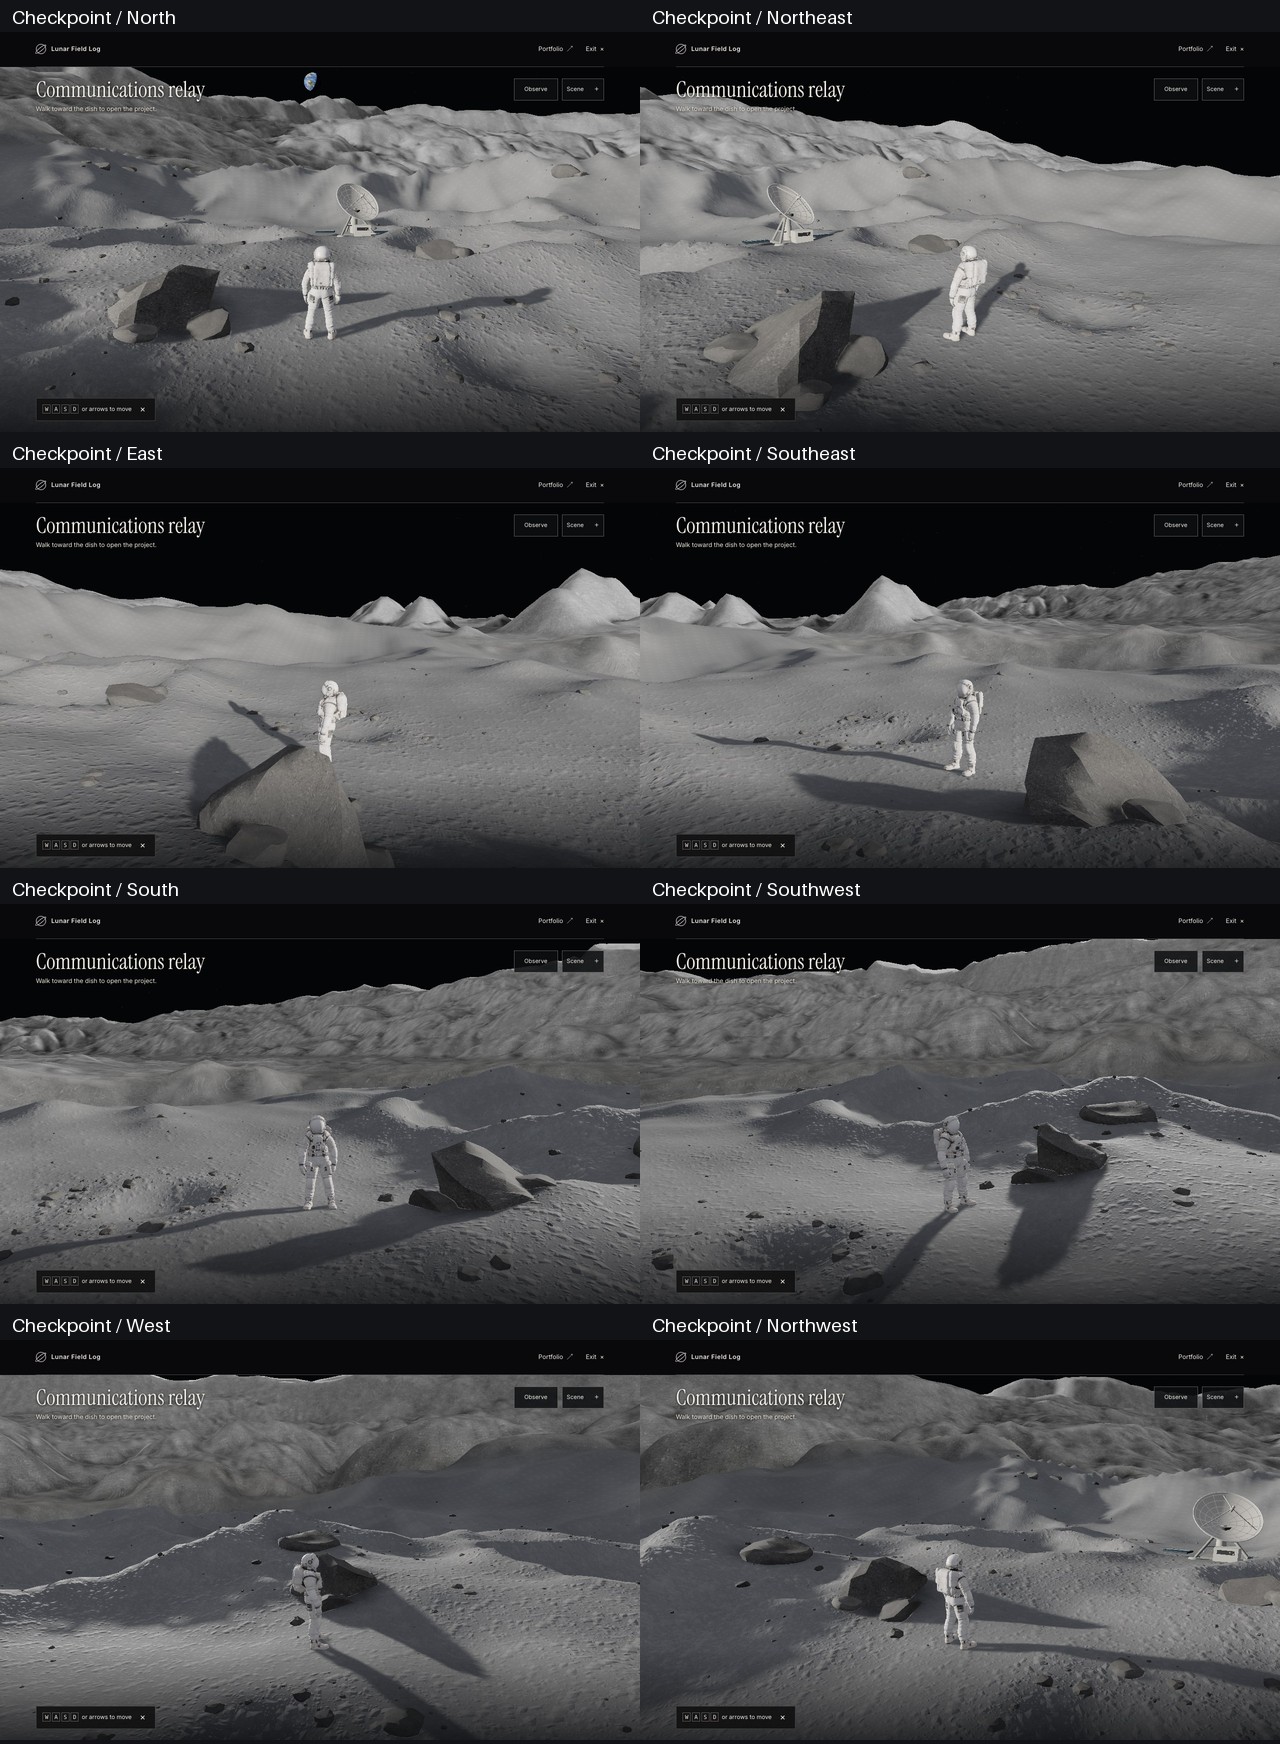 Checkpoint / North
Lunar Field Log
Portfolio ↗ Exit ×
Communications relay
Observe Scene +
Walk toward the dish to open the project.
W A S D or arrows to move ×
Checkpoint / Northeast
Lunar Field Log
Portfolio ↗ Exit ×
Communications relay
Observe Scene +
Walk toward the dish to open the project.
W A S D or arrows to move ×
Checkpoint / East
Lunar Field Log
Portfolio ↗ Exit ×
Communications relay
Observe Scene +
Walk toward the dish to open the project.
W A S D or arrows to move ×
Checkpoint / Southeast
Lunar Field Log
Portfolio ↗ Exit ×
Communications relay
Observe Scene +
Walk toward the dish to open the project.
W A S D or arrows to move ×
Checkpoint / South
Lunar Field Log
Portfolio ↗ Exit ×
Communications relay
Observe Scene +
Walk toward the dish to open the project.
W A S D or arrows to move ×
Checkpoint / Southwest
Lunar Field Log
Portfolio ↗ Exit ×
Communications relay
Observe Scene +
Walk toward the dish to open the project.
W A S D or arrows to move ×
Checkpoint / West
Lunar Field Log
Portfolio ↗ Exit ×
Communications relay
Observe Scene +
Walk toward the dish to open the project.
W A S D or arrows to move ×
Checkpoint / Northwest
Lunar Field Log
Portfolio ↗ Exit ×
Communications relay
Observe Scene +
Walk toward the dish to open the project.
W A S D or arrows to move ×